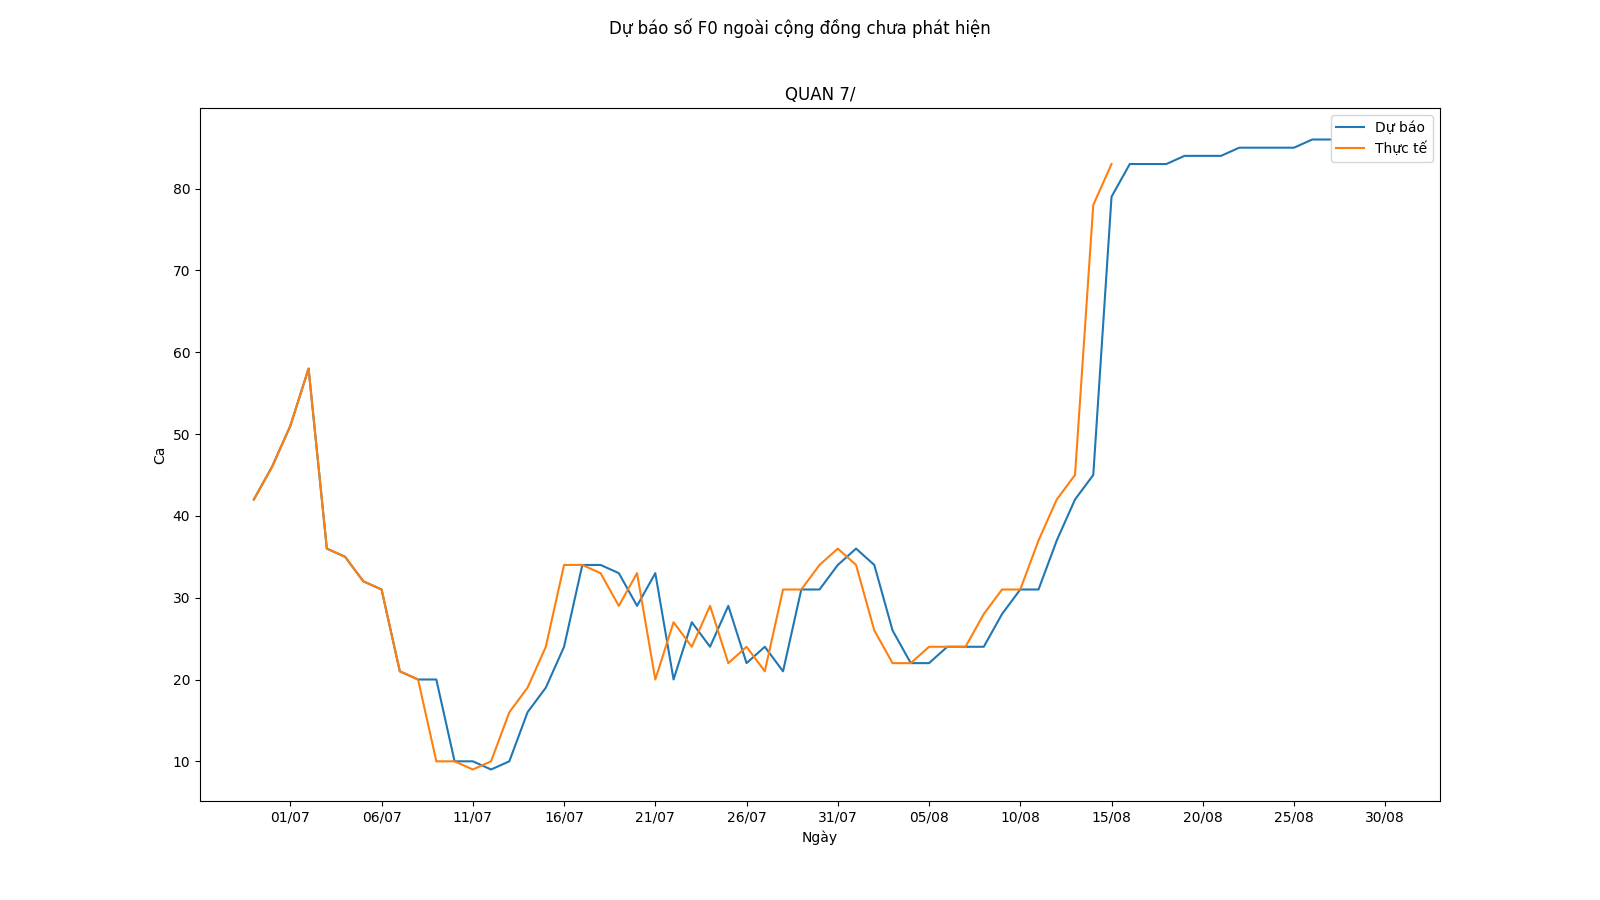 Dự báo số F0 ngoài cộng đồng chưa phát hiện
QUAN 7/
Dự báo
Thực tế
Ca
80
70
60
50
40
30
20
10
01/07 06/07 11/07 16/07 21/07 26/07 31/07 05/08 10/08 15/08 20/08 25/08 30/08
Ngày